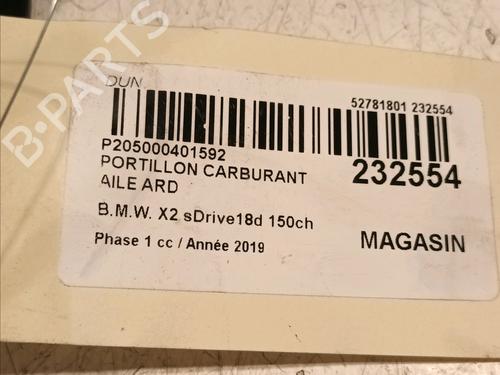 DUN
52781801 232554
P205000401592
PORTILLON CARBURANT
AILE ARD
232554
B.M.W. X2 sDrive18d 150ch
Phase 1 cc / Année 2019
MAGASIN
B-PARTS